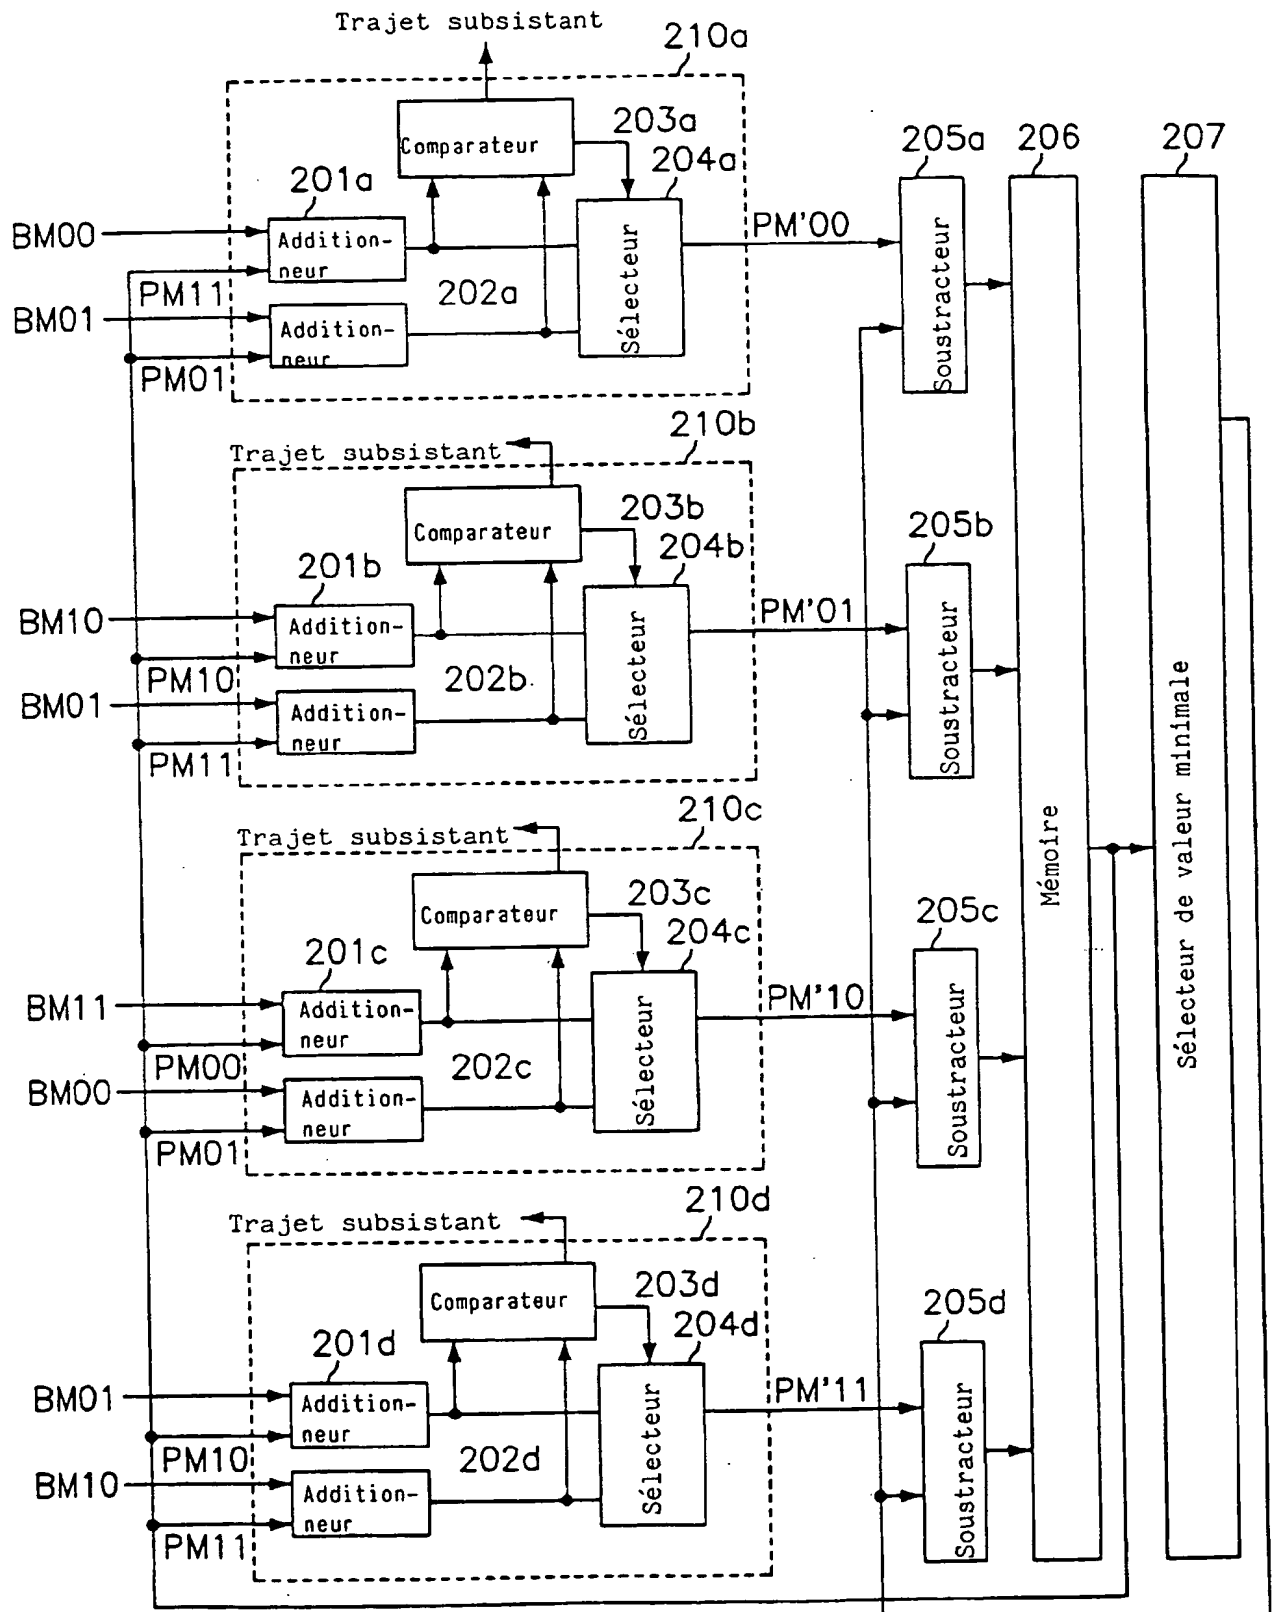 Trajet subsistant
210a
Comparateur
203a
204a
205a
206
207
201a
BM00
Addition-
neur
PM'00
PM11
202a
BM01
Addition-
neur
Sélecteur
Soustracteur
PM01
210b
Trajet subsistant
Comparateur
203b
204b
205b
201b
BM10
Addition-
neur
PM'01
PM10
202b
BM01
Addition-
neur
Sélecteur
Soustracteur
PM11
Mémoire
Sélecteur de valeur minimale
210c
Trajet subsistant
Comparateur
203c
204c
205c
201c
BM11
Addition-
neur
PM'10
PM00
202c
BM00
Addition-
neur
Sélecteur
Soustracteur
PM01
210d
Trajet subsistant
Comparateur
203d
204d
205d
201d
BM01
Addition-
neur
PM'11
PM10
202d
BM10
Addition-
neur
Sélecteur
Soustracteur
PM11